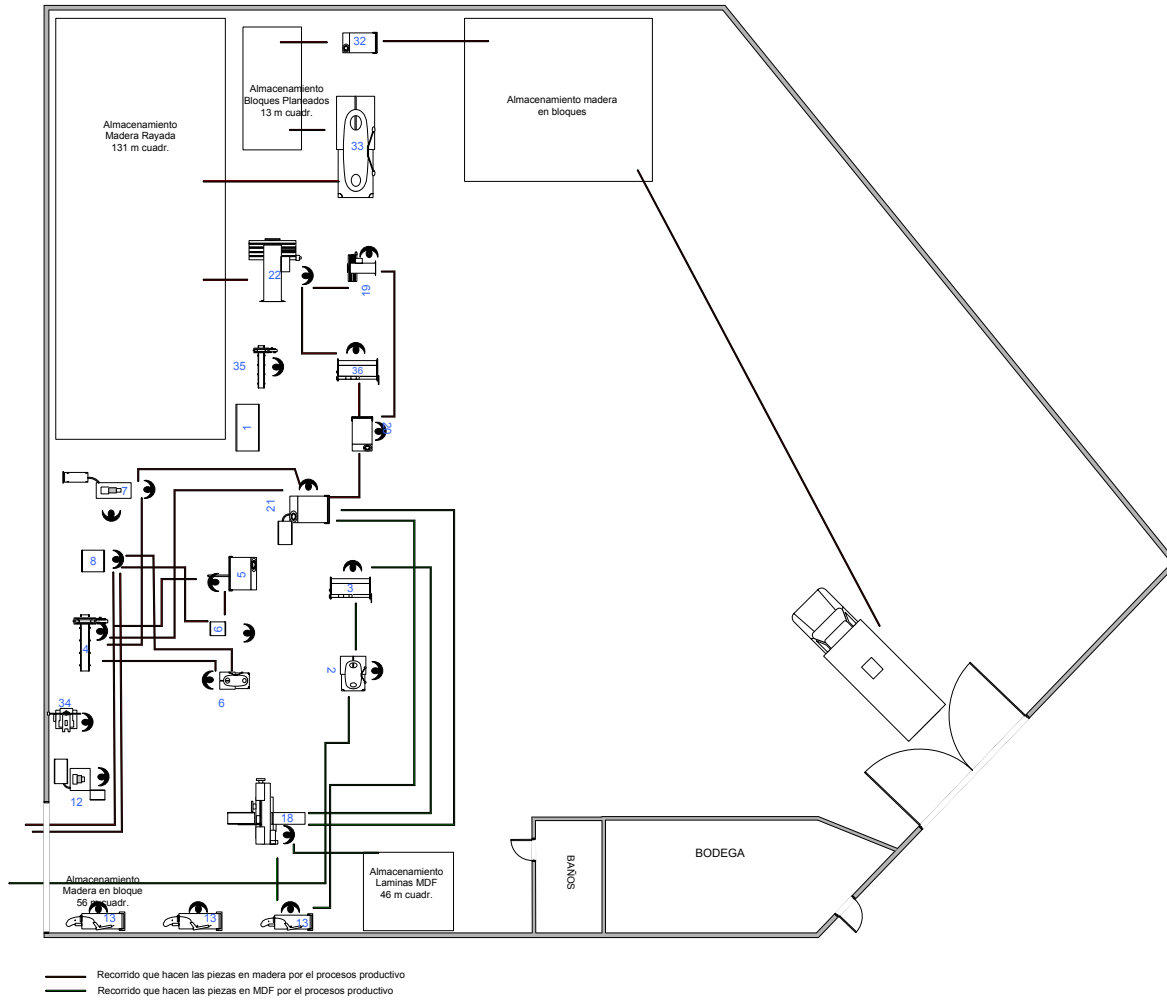 32
Almacenamiento
Bloques Planeados
13 m cuadr.
Almacenamiento madera
en bloques
Almacenamiento
Madera Rayada
131 m cuadr.
33
22
19
35
36
1
20
7
21
8
5
3
9
4
2
6
34
12
18
Almacenamiento
Madera en bloque
56 m cuadr.
Almacenamiento
Laminas MDF
46 m cuadr.
BAÑOS
BODEGA
13
13
13
Recorrido que hacen las piezas en madera por el procesos productivo
Recorrido que hacen las piezas en MDF por el procesos productivo